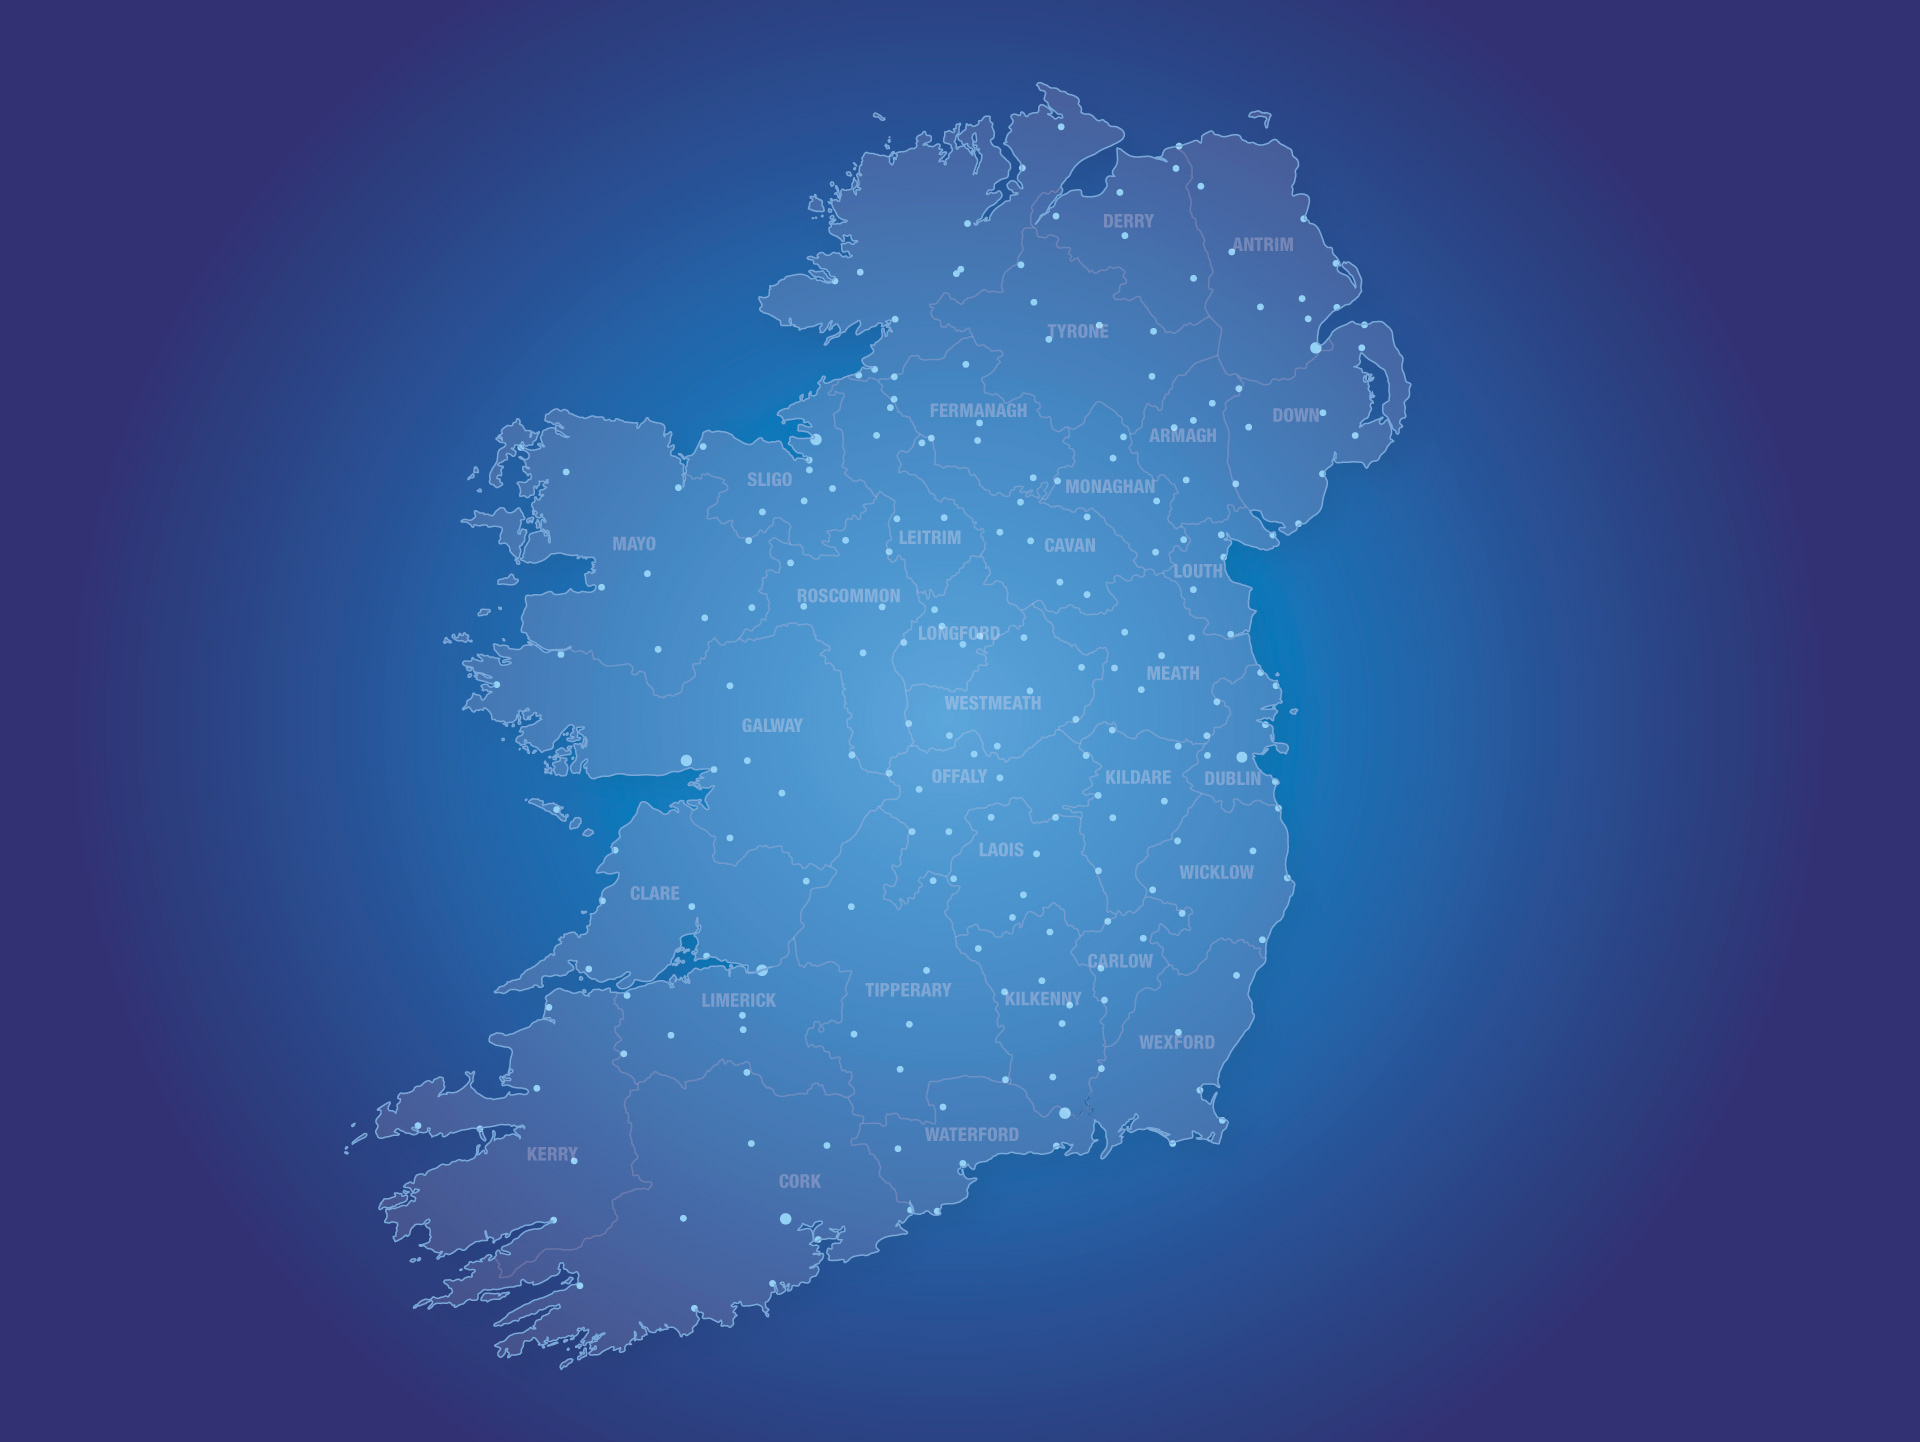 DERRY
ANTRIM
TYRONE
FERMANAGH
DOWN
ARMAGH
SLIGO
MONAGHAN
MAYO
LEITRIM
CAVAN
LOUTH
ROSCOMMON
LONGFORD
MEATH
WESTMEATH
GALWAY
OFFALY
KILDARE
DUBLIN
LAOIS
WICKLOW
CLARE
CARLOW
TIPPERARY
LIMERICK
KILKENNY
WEXFORD
WATERFORD
KERRY
CORK